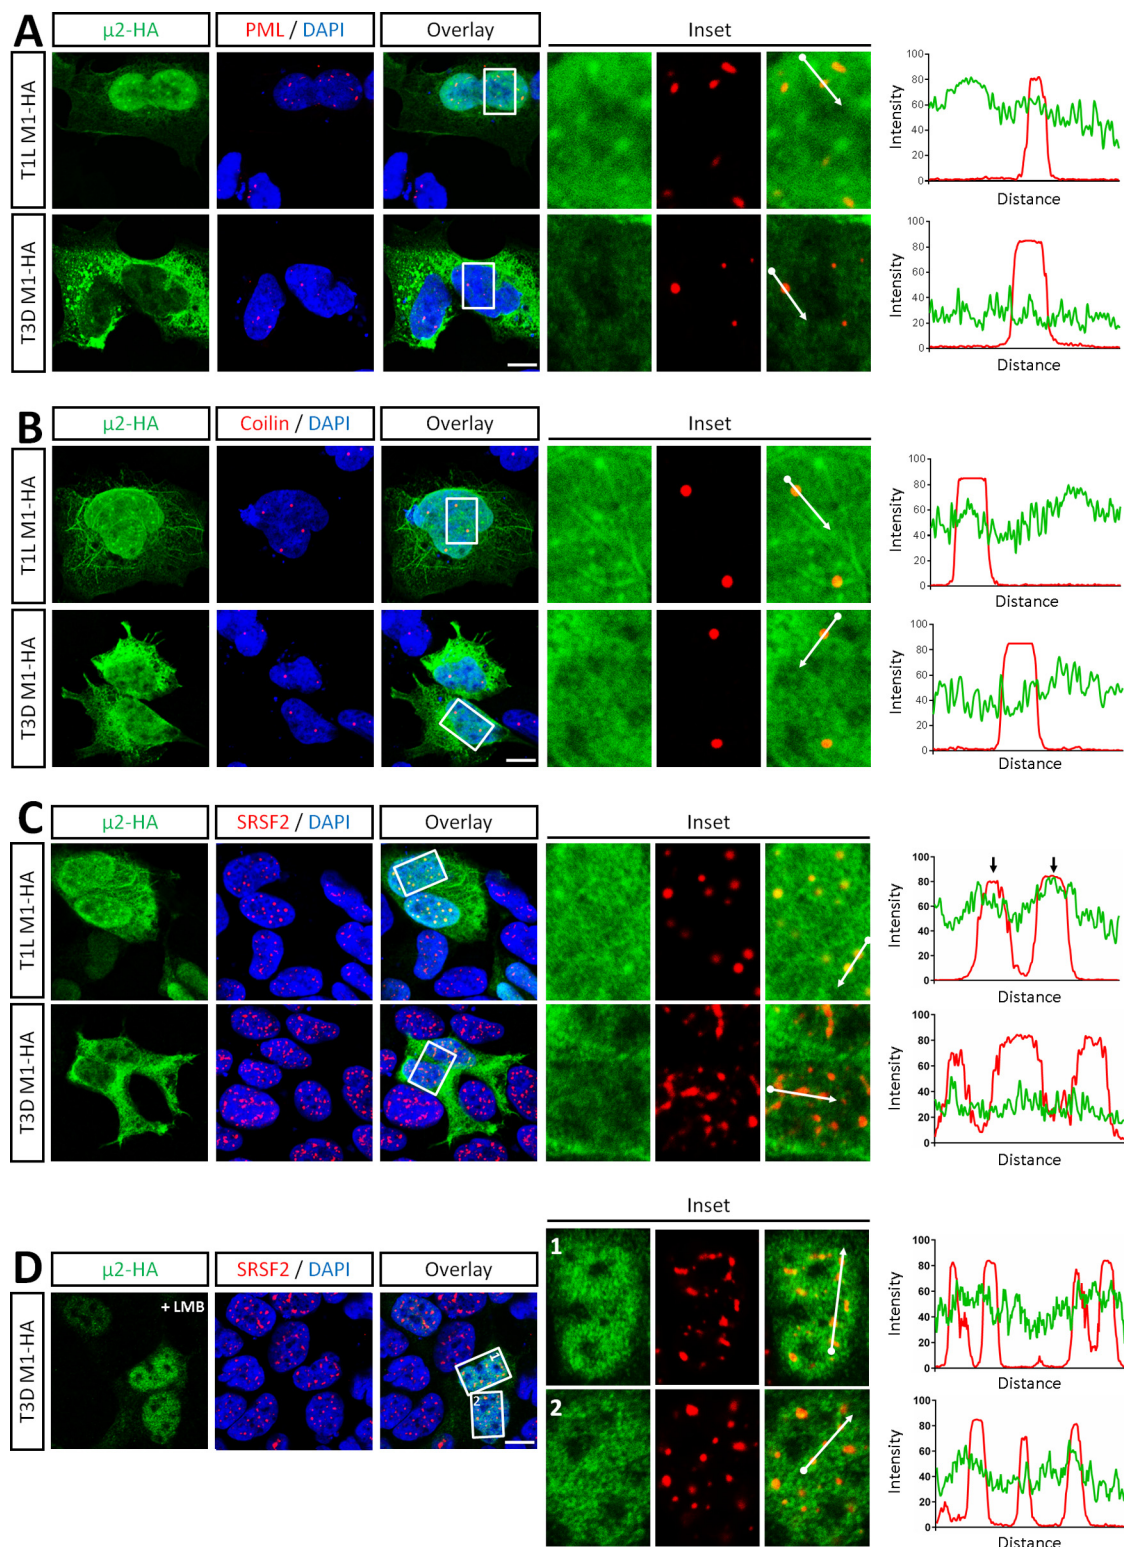 A
μ2-HA
PML / DAPI
Overlay
Inset
T1L M1-HA
100
80
60
40
20
0
Intensity
Distance
T3D M1-HA
100
80
60
40
20
0
Intensity
Distance
B
μ2-HA
Coilin / DAPI
Overlay
Inset
T1L M1-HA
100
80
60
40
20
0
Intensity
Distance
T3D M1-HA
100
80
60
40
20
0
Intensity
Distance
C
μ2-HA
SRSF2 / DAPI
Overlay
Inset
T1L M1-HA
100
80
60
40
20
0
Intensity
Distance
T3D M1-HA
100
80
60
40
20
0
Intensity
Distance
D
μ2-HA
SRSF2 / DAPI
Overlay
Inset
T3D M1-HA
+ LMB
1
2
1
100
80
60
40
20
0
Intensity
Distance
2
100
80
60
40
20
0
Intensity
Distance